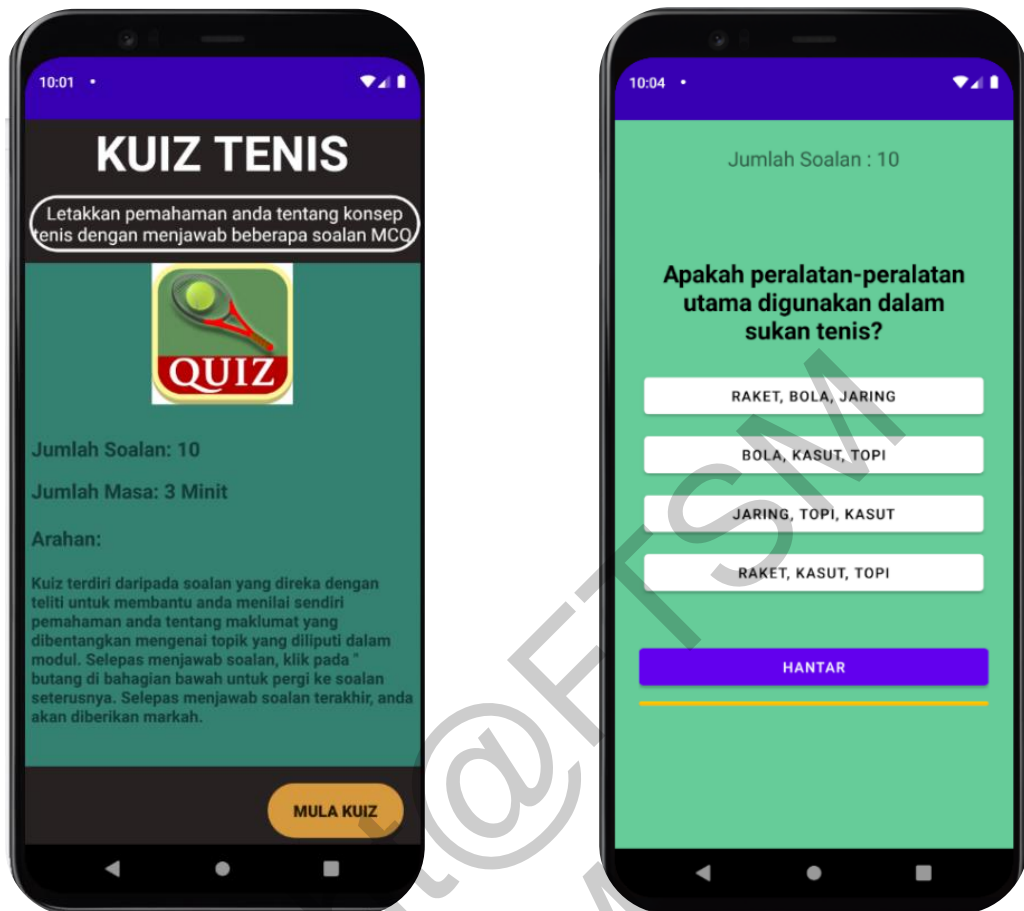 10:01
KUIZ TENIS
Letakkan pemahaman anda tentang konsep
tenis dengan menjawab beberapa soalan MCQ.
QUIZ
Jumlah Soalan: 10
Jumlah Masa: 3 Minit
Arahan:
Kuiz terdiri daripada soalan yang direka dengan
teliti untuk membantu anda menilai sendiri
pemahaman anda tentang maklumat yang
dibentangkan mengenai topik yang diliputi dalam
modul. Selepas menjawab soalan, klik pada "
butang di bahagian bawah untuk pergi ke soalan
seterusnya. Selepas menjawab soalan terakhir, anda
akan diberikan markah.
MULA KUIZ
10:04
Jumlah Soalan : 10
Apakah peralatan-peralatan
utama digunakan dalam
sukan tenis?
RAKET, BOLA, JARING
BOLA, KASUT, TOPI
JARING, TOPI, KASUT
RAKET, KASUT, TOPI
HANTAR
@FTSM